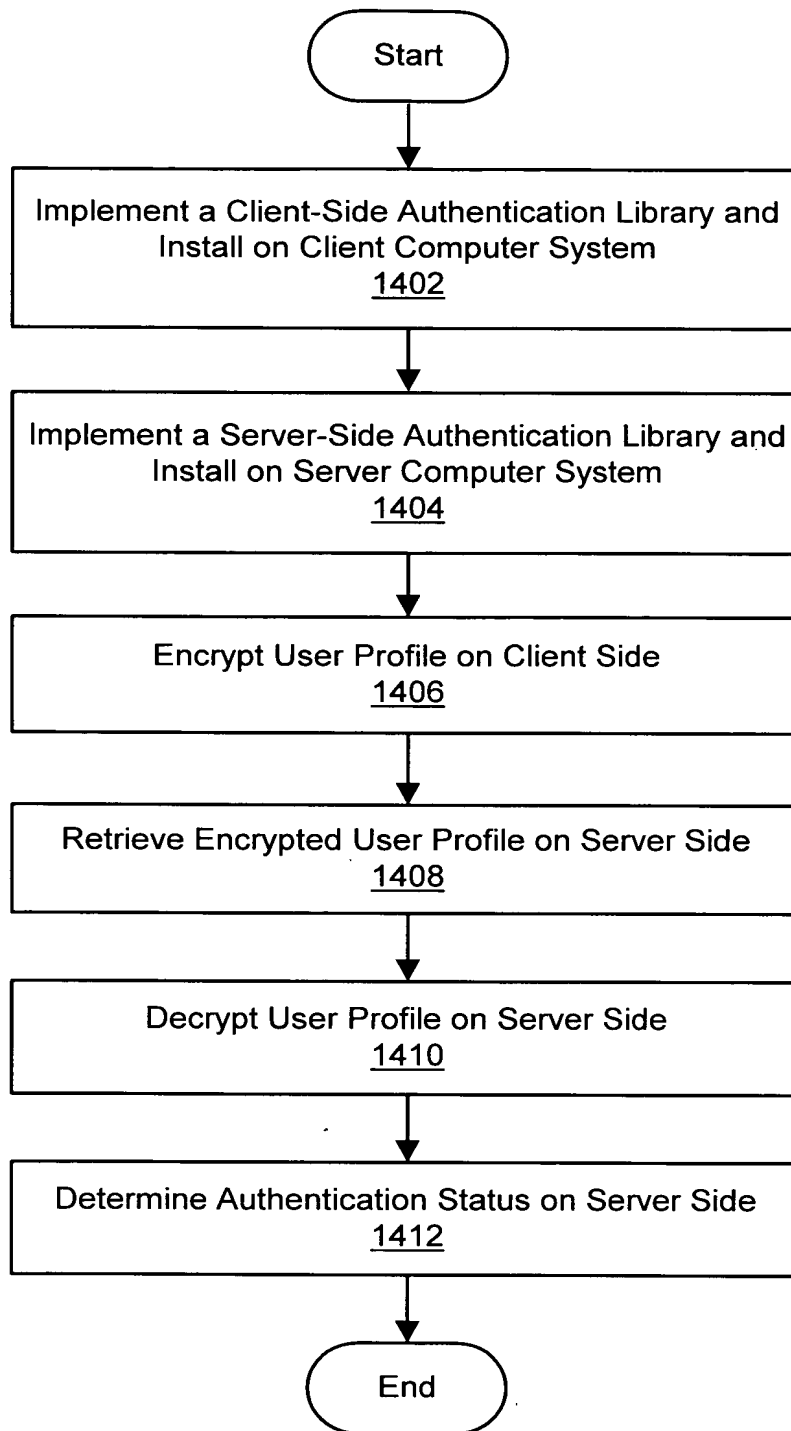 Start
Implement a Client-Side Authentication Library and
Install on Client Computer System
1402
Implement a Server-Side Authentication Library and
Install on Server Computer System
1404
Encrypt User Profile on Client Side
1406
Retrieve Encrypted User Profile on Server Side
1408
Decrypt User Profile on Server Side
1410
Determine Authentication Status on Server Side
1412
End